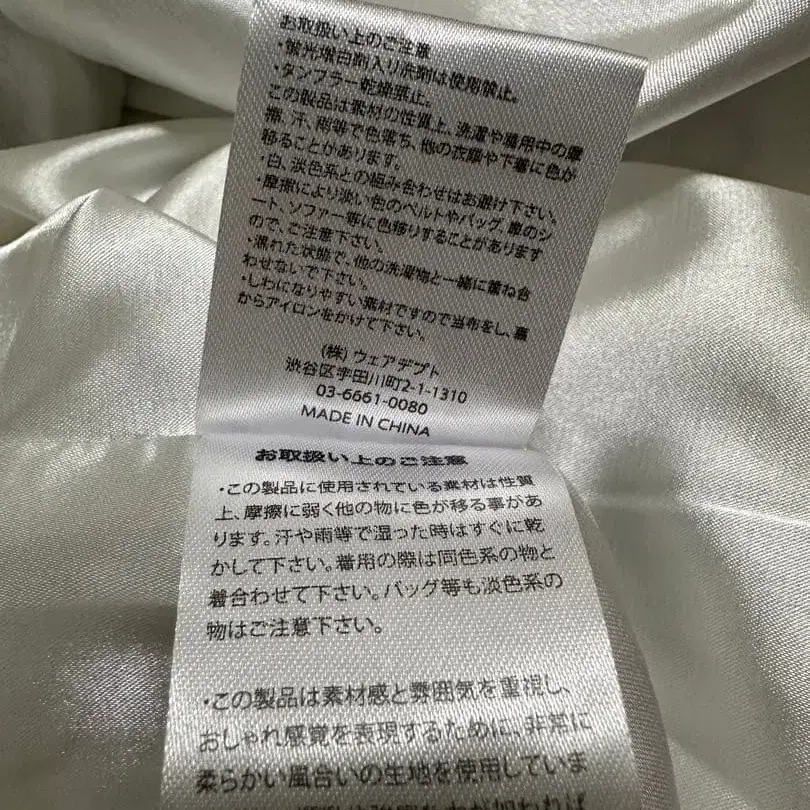 お取扱い上のご注意
・蛍光増白剤入り洗剤は使用禁止。
・タンブラー乾燥禁止。
この製品は素材の性質上、洗濯や着用中の摩
擦、汗、雨等で色落ち、他の衣服や下着に色が
移ることがあります。
・白、淡色系との組み合わせはお避け下さい。
・摩擦により淡い色のベルトやバッグ、車のシ
ート、ソファー等に色移りすることがあります
ので、ご注意下さい。
・濡れた状態で、他の洗濯物と一緒に重ね合
わせないで下さい。
・しわになりやすい素材ですので当布をし、裏
からアイロンをかけて下さい。
(株) ウェアデプト
渋谷区宇田川町2-1-1310
03-6661-0080
MADE IN CHINA
お取扱い上のご注意
・この製品に使用されている素材は性質
上、摩擦に弱く他の物に色が移る事があ
ります。汗や雨等で湿った時はすぐに乾
かして下さい。着用の際は同色系の物と
着合わせて下さい。バッグ等も淡色系の
物はご注意下さい。
・この製品は素材感と雰囲気を重視し、
おしゃれ感覚を表現するために、非常に
柔らかい風合いの生地を使用していま